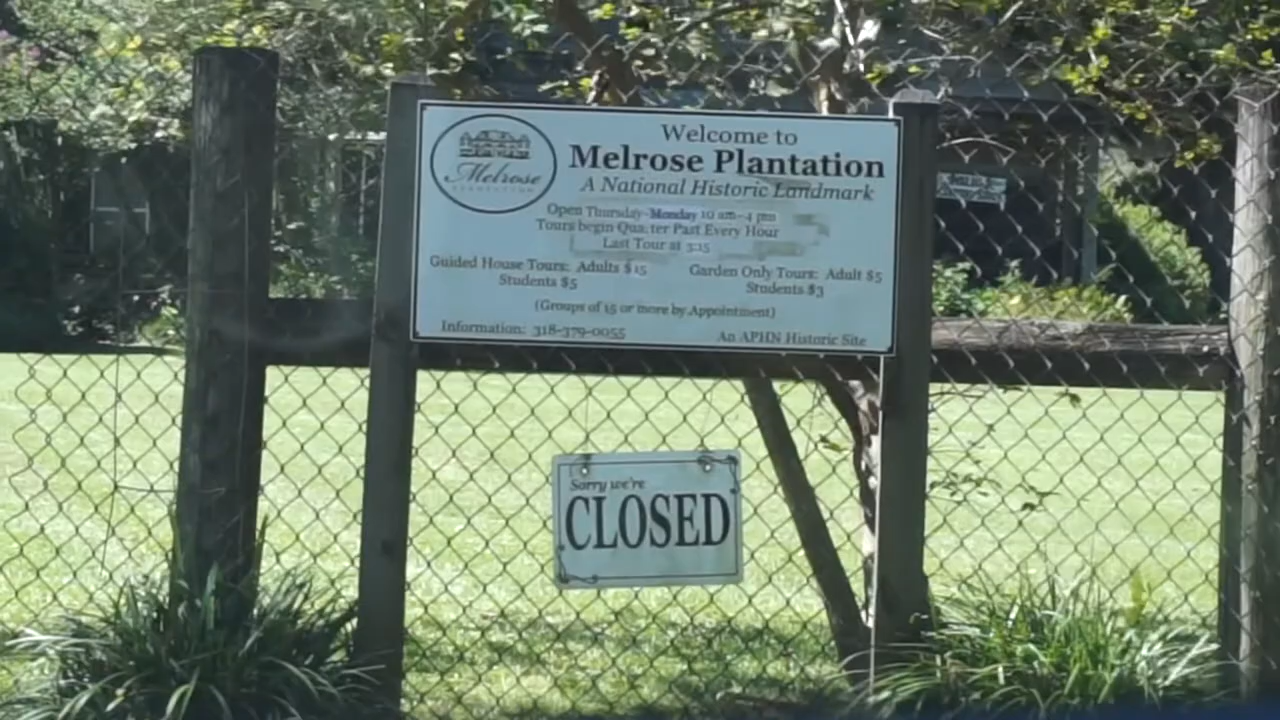 Melrose
PLANTATION
Welcome to
Melrose Plantation
A National Historic Landmark
Open Thursday-Monday 10 am-4 pm
Tours begin Quarter Past Every Hour
Last Tour at 3:15
Guided House Tours: Adults $15
Students $5
Garden Only Tours: Adult $5
Students $3
(Groups of 15 or more by Appointment)
Information: 318-379-0055
An APHN Historic Site
Sorry we're
CLOSED